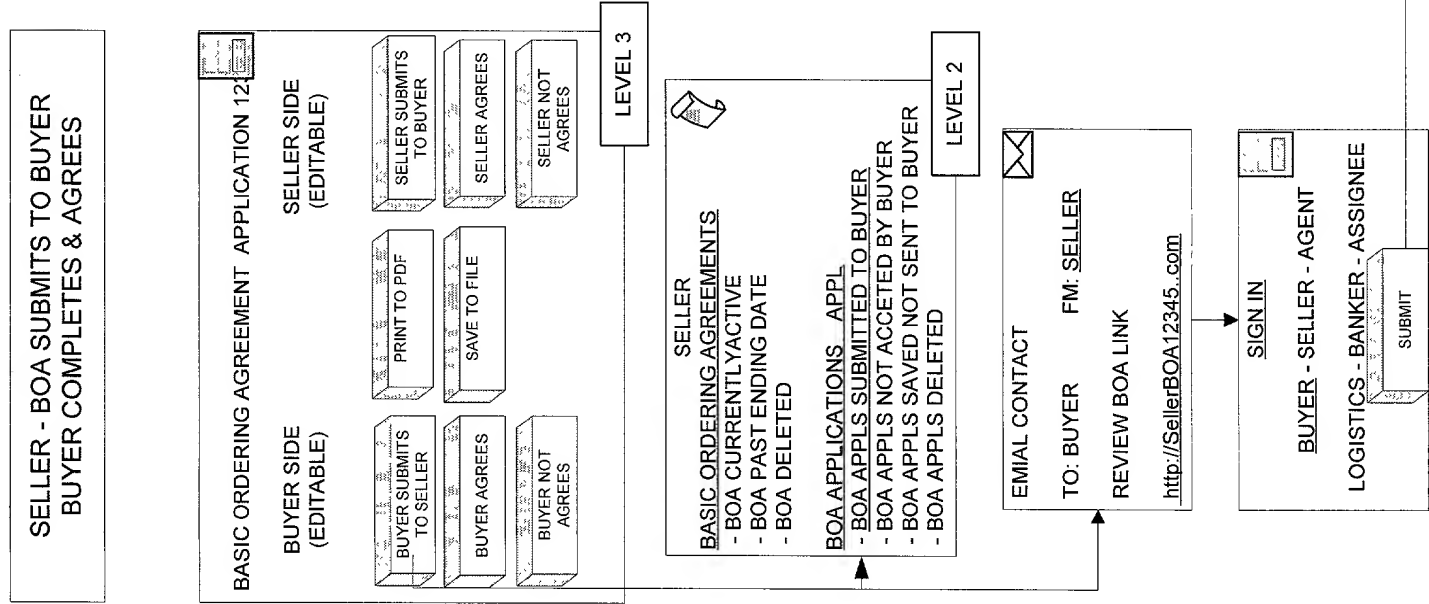 SELLER - BOA SUBMITS TO BUYER
BUYER COMPLETES & AGREES
BASIC ORDERING AGREEMENT APPLICATION 123
BUYER SIDE
(EDITABLE)
SELLER SIDE
(EDITABLE)
BUYER SUBMITS
TO SELLER
PRINT TO PDF
SELLER SUBMITS
TO BUYER
BUYER AGREES
SAVE TO FILE
SELLER AGREES
BUYER NOT
AGREES
SELLER NOT
AGREES
LEVEL 3
SELLER
BASIC ORDERING AGREEMENTS
- BOA CURRENTLYACTIVE
- BOA PAST ENDING DATE
- BOA DELETED
BOA APPLICATIONS APPL
- BOA APPLS SUBMITTED TO BUYER
- BOA APPLS NOT ACCETED BY BUYER
- BOA APPLS SAVED NOT SENT TO BUYER
- BOA APPLS DELETED
LEVEL 2
EMIAL CONTACT
TO: BUYER FM: SELLER
REVIEW BOA LINK
http://SellerBOA12345..com
SIGN IN
BUYER - SELLER - AGENT
LOGISTICS - BANKER - ASSIGNEE
SUBMIT